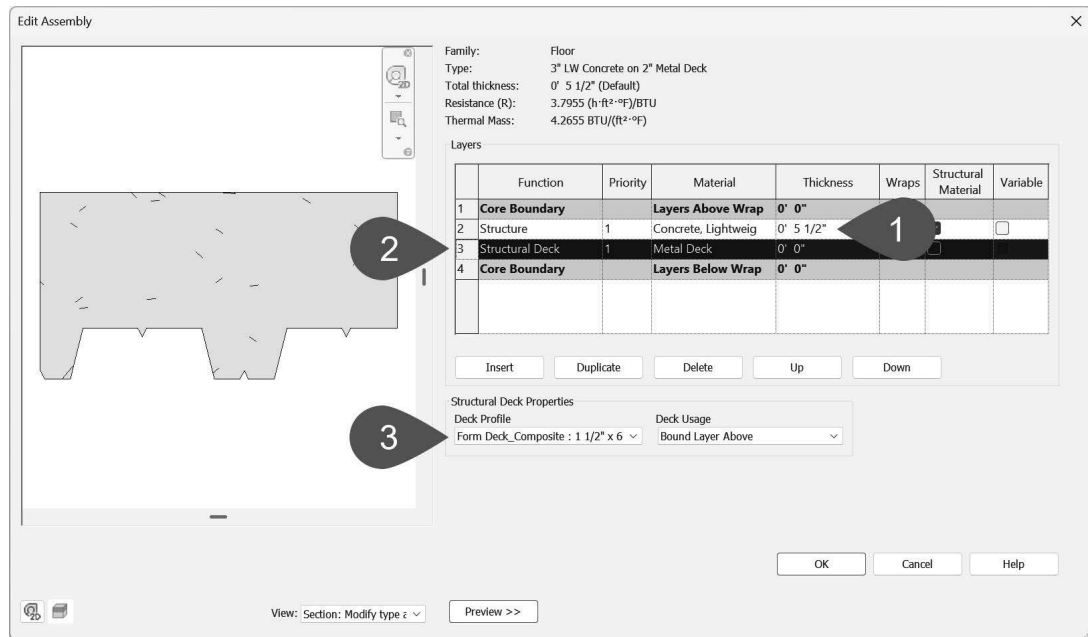 Edit Assembly
2D
Family: Floor
Type: 3" LW Concrete on 2" Metal Deck
Total thickness: 0' 5 1/2" (Default)
Resistance (R): 3.7955 (h·ft²·°F)/BTU
Thermal Mass: 4.2655 BTU/(ft²·°F)
Layers
Function Priority Material Thickness Wraps Structural Material Variable
1 Core Boundary Layers Above Wrap 0' 0"
2 Structure 1 Concrete, Lightweig 0' 5 1/2"
1
2
3 Structural Deck 1 Metal Deck 0' 0"
4 Core Boundary Layers Below Wrap 0' 0"
Insert Duplicate Delete Up Down
Structural Deck Properties
Deck Profile Deck Usage
3
Form Deck_Composite : 1 1/2" x 6 Bound Layer Above
OK Cancel Help
2D
View: Section: Modify type a Preview >>